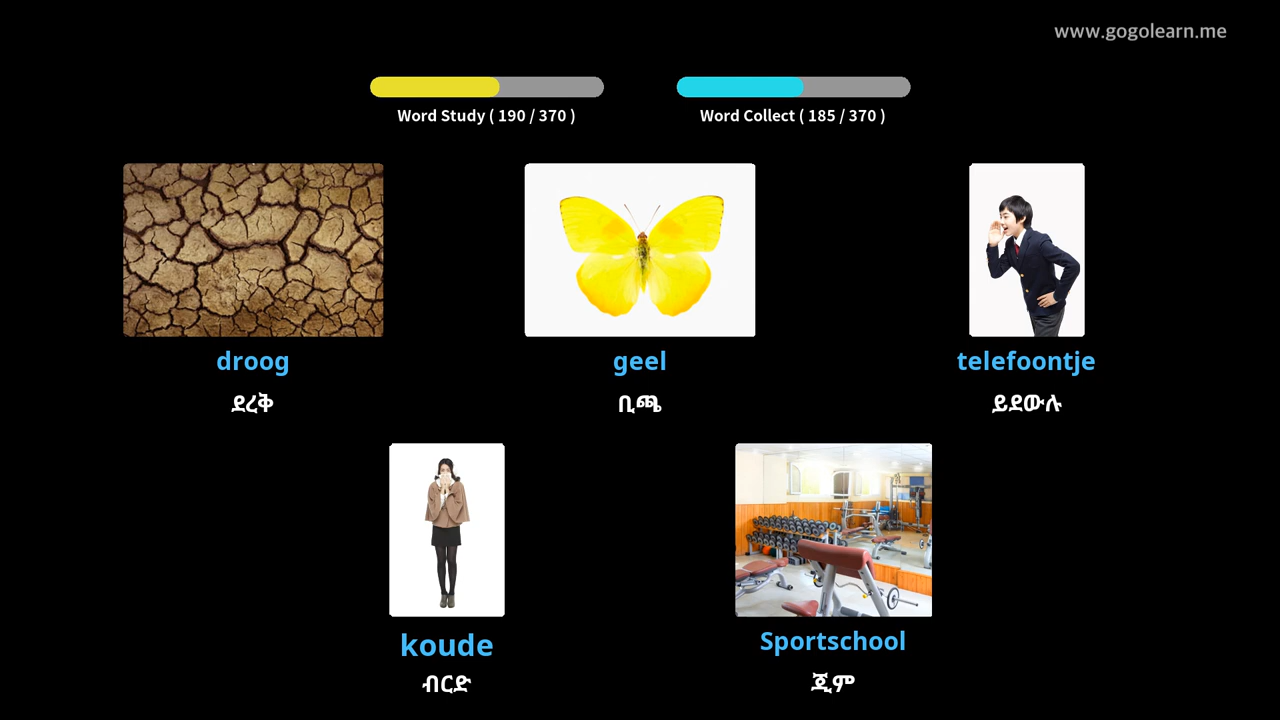 www.gogolearn.me
Word Study ( 190 / 370 )
Word Collect ( 185 / 370 )
droog
geel
telefoontje
ደረቅ
ቢጫ
ይደውሉ
koude
Sportschool
ብርድ
ጂም